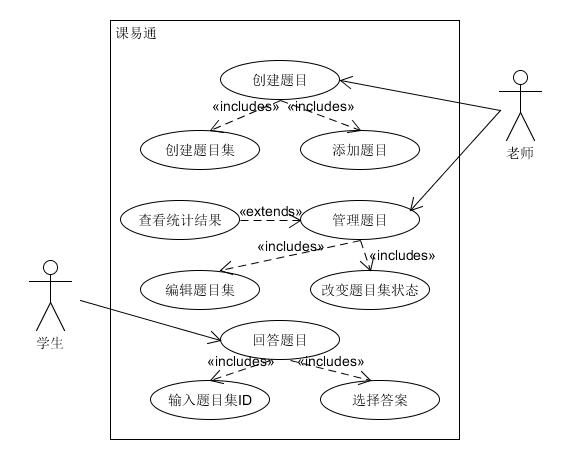 课易通
创建题目
«includes»
«includes»
创建题目集
添加题目
老师
查看统计结果
«extends»
管理题目
«includes»
«includes»
编辑题目集
改变题目集状态
学生
回答题目
«includes»
«includes»
输入题目集ID
选择答案